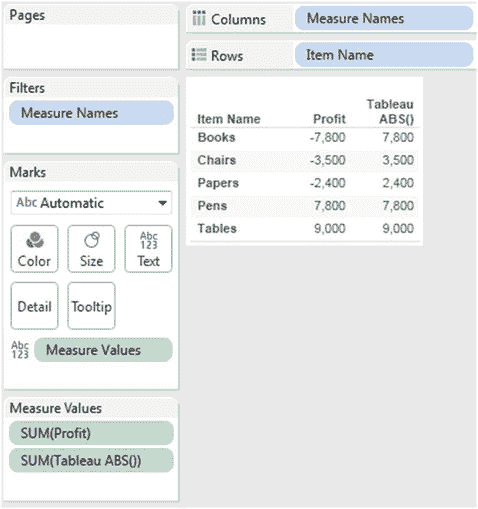 Pages
Columns Measure Names
Rows Item Name
Filters
Measure Names
Marks
Abc Automatic
Color Size Abc 123 Text
Detail Tooltip
Abc 123 Measure Values
Measure Values
SUM(Profit)
SUM(Tableau ABS())
Item Name Profit Tableau ABS()
Books -7,800 7,800
Chairs -3,500 3,500
Papers -2,400 2,400
Pens 7,800 7,800
Tables 9,000 9,000